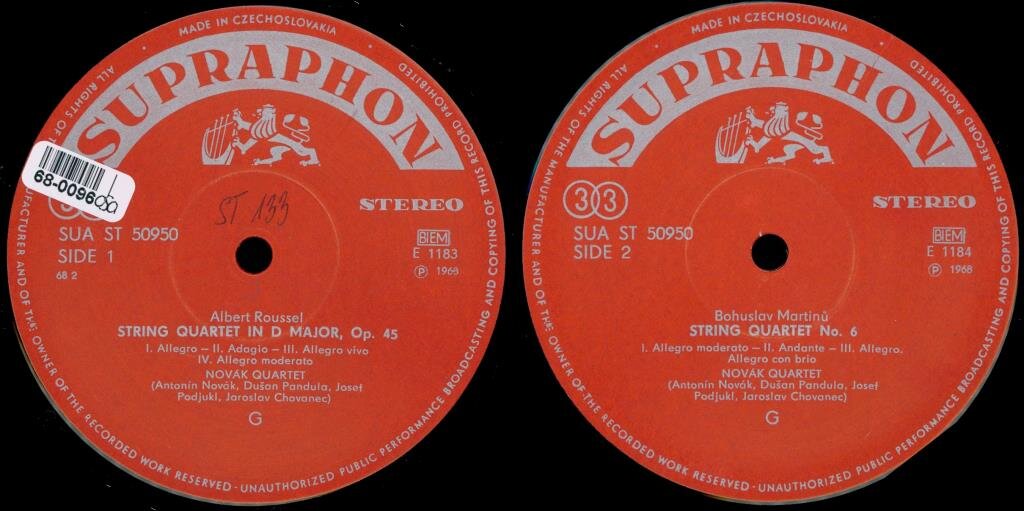 MADE IN CZECHOSLOVAKIA
SUPRAPHON
68-0096
ST 133
STEREO
SUA ST 50950
SIDE 1
68 2
BIEM
E 1183
Ⓟ 1968
Albert Roussel
STRING QUARTET IN D MAJOR, Op. 45
I. Allegro – II. Adagio – III. Allegro vivo
IV. Allegro moderato
NOVÁK QUARTET
(Antonín Novák, Dušan Pandula, Josef
Podjukl, Jaroslav Chovanec)
G
ALL RIGHTS OF THE MANUFACTURER AND OF THE OWNER OF THE RECORDED WORK RESERVED - UNAUTHORIZED PUBLIC PERFORMANCE BROADCASTING AND COPYING OF THIS RECORD PROHIBITED
MADE IN CZECHOSLOVAKIA
SUPRAPHON
33
STEREO
SUA ST 50950
SIDE 2
BIEM
E 1184
Ⓟ 1968
Bohuslav Martinů
STRING QUARTET No. 6
I. Allegro moderato – II. Andante – III. Allegro.
Allegro con brio
NOVÁK QUARTET
(Antonín Novák, Dušan Pandula, Josef
Podjukl, Jaroslav Chovanec)
G
ALL RIGHTS OF THE MANUFACTURER AND OF THE OWNER OF THE RECORDED WORK RESERVED - UNAUTHORIZED PUBLIC PERFORMANCE BROADCASTING AND COPYING OF THIS RECORD PROHIBITED